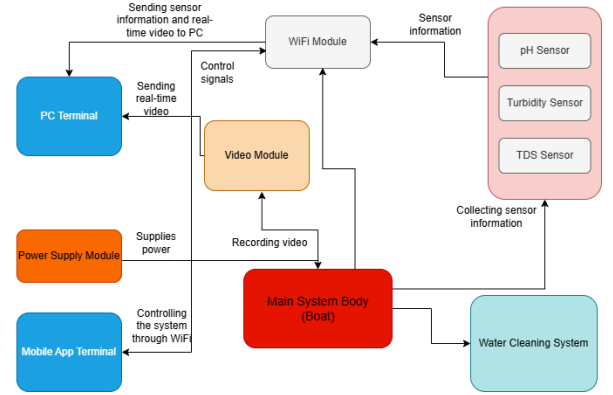 Sending sensor
information and real-
time video to PC
WiFi Module
Sensor
information
pH Sensor
Control
signals
Sending
real-time
video
PC Terminal
Turbidity Sensor
Video Module
TDS Sensor
Collecting sensor
information
Supplies
power
Recording video
Power Supply Module
Main System Body
(Boat)
Controlling
the system
through WiFi
Mobile App Terminal
Water Cleaning System